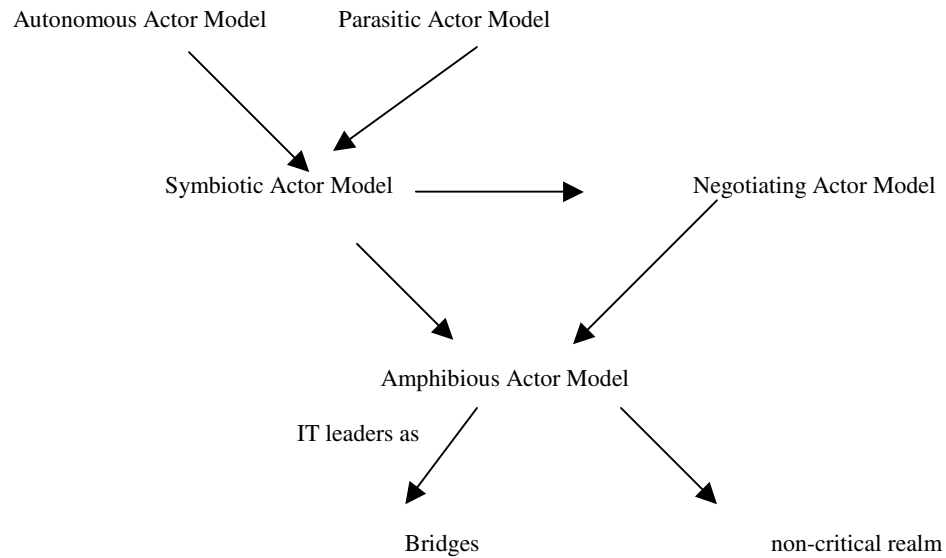 Autonomous Actor Model
Parasitic Actor Model
Symbiotic Actor Model
Negotiating Actor Model
Amphibious Actor Model
IT leaders as
Bridges
non-critical realm